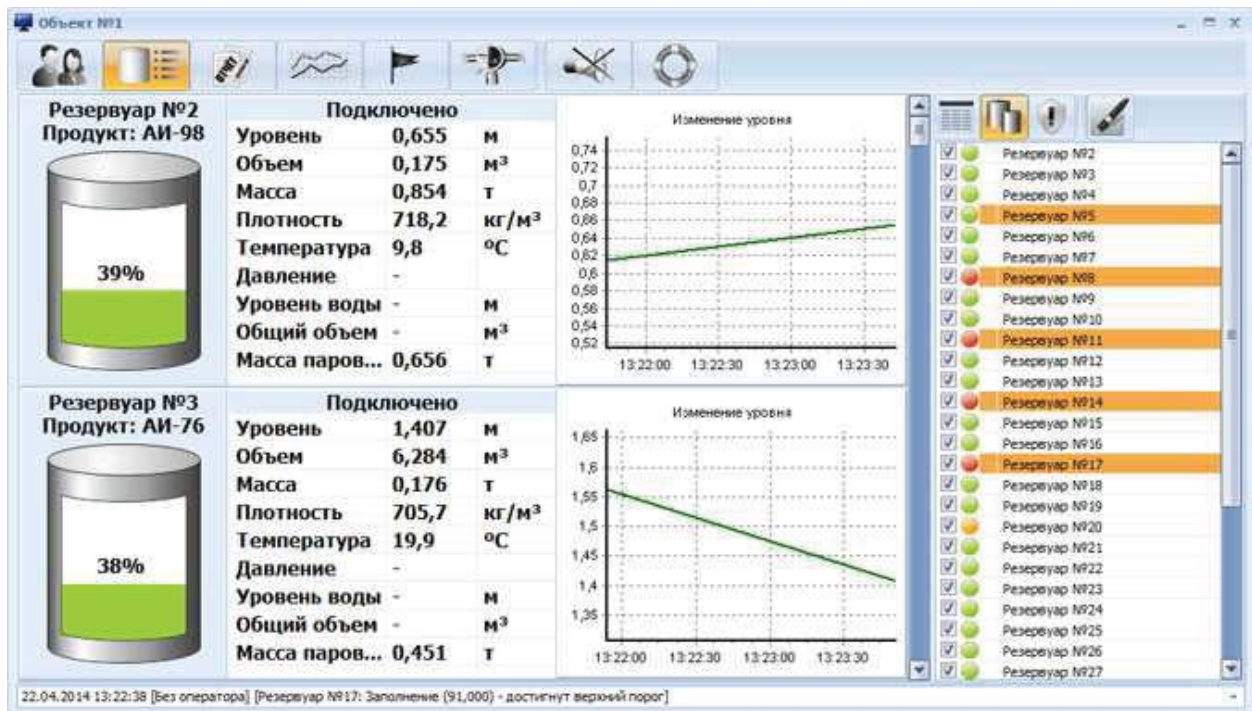 Объект №1
ОТЧЕТ
Резервуар №2
Продукт: АИ-98
39%
Подключено
Уровень 0,655 м
Объем 0,175 м³
Масса 0,854 т
Плотность 718,2 кг/м³
Температура 9,8 ºС
Давление -
Уровень воды - м
Общий объем - м³
Масса паров... 0,656 т
Изменение уровня
0,74
0,72
0,7
0,68
0,66
0,64
0,62
0,6
0,58
0,56
0,54
0,52
13:22:00 13:22:30 13:23:00 13:23:30
Резервуар №3
Продукт: АИ-76
38%
Подключено
Уровень 1,407 м
Объем 6,284 м³
Масса 0,176 т
Плотность 705,7 кг/м³
Температура 19,9 ºС
Давление -
Уровень воды - м
Общий объем - м³
Масса паров... 0,451 т
Изменение уровня
1,65
1,6
1,55
1,5
1,45
1,4
1,35
13:22:00 13:22:30 13:23:00 13:23:30
Резервуар №2
Резервуар №3
Резервуар №4
Резервуар №5
Резервуар №6
Резервуар №7
Резервуар №8
Резервуар №9
Резервуар №10
Резервуар №11
Резервуар №12
Резервуар №13
Резервуар №14
Резервуар №15
Резервуар №16
Резервуар №17
Резервуар №18
Резервуар №19
Резервуар №20
Резервуар №21
Резервуар №22
Резервуар №23
Резервуар №24
Резервуар №25
Резервуар №26
Резервуар №27
22.04.2014 13:22:38 [Без оператора] [Резервуар №17: Заполнение (91,000) - достигнут верхний порог]